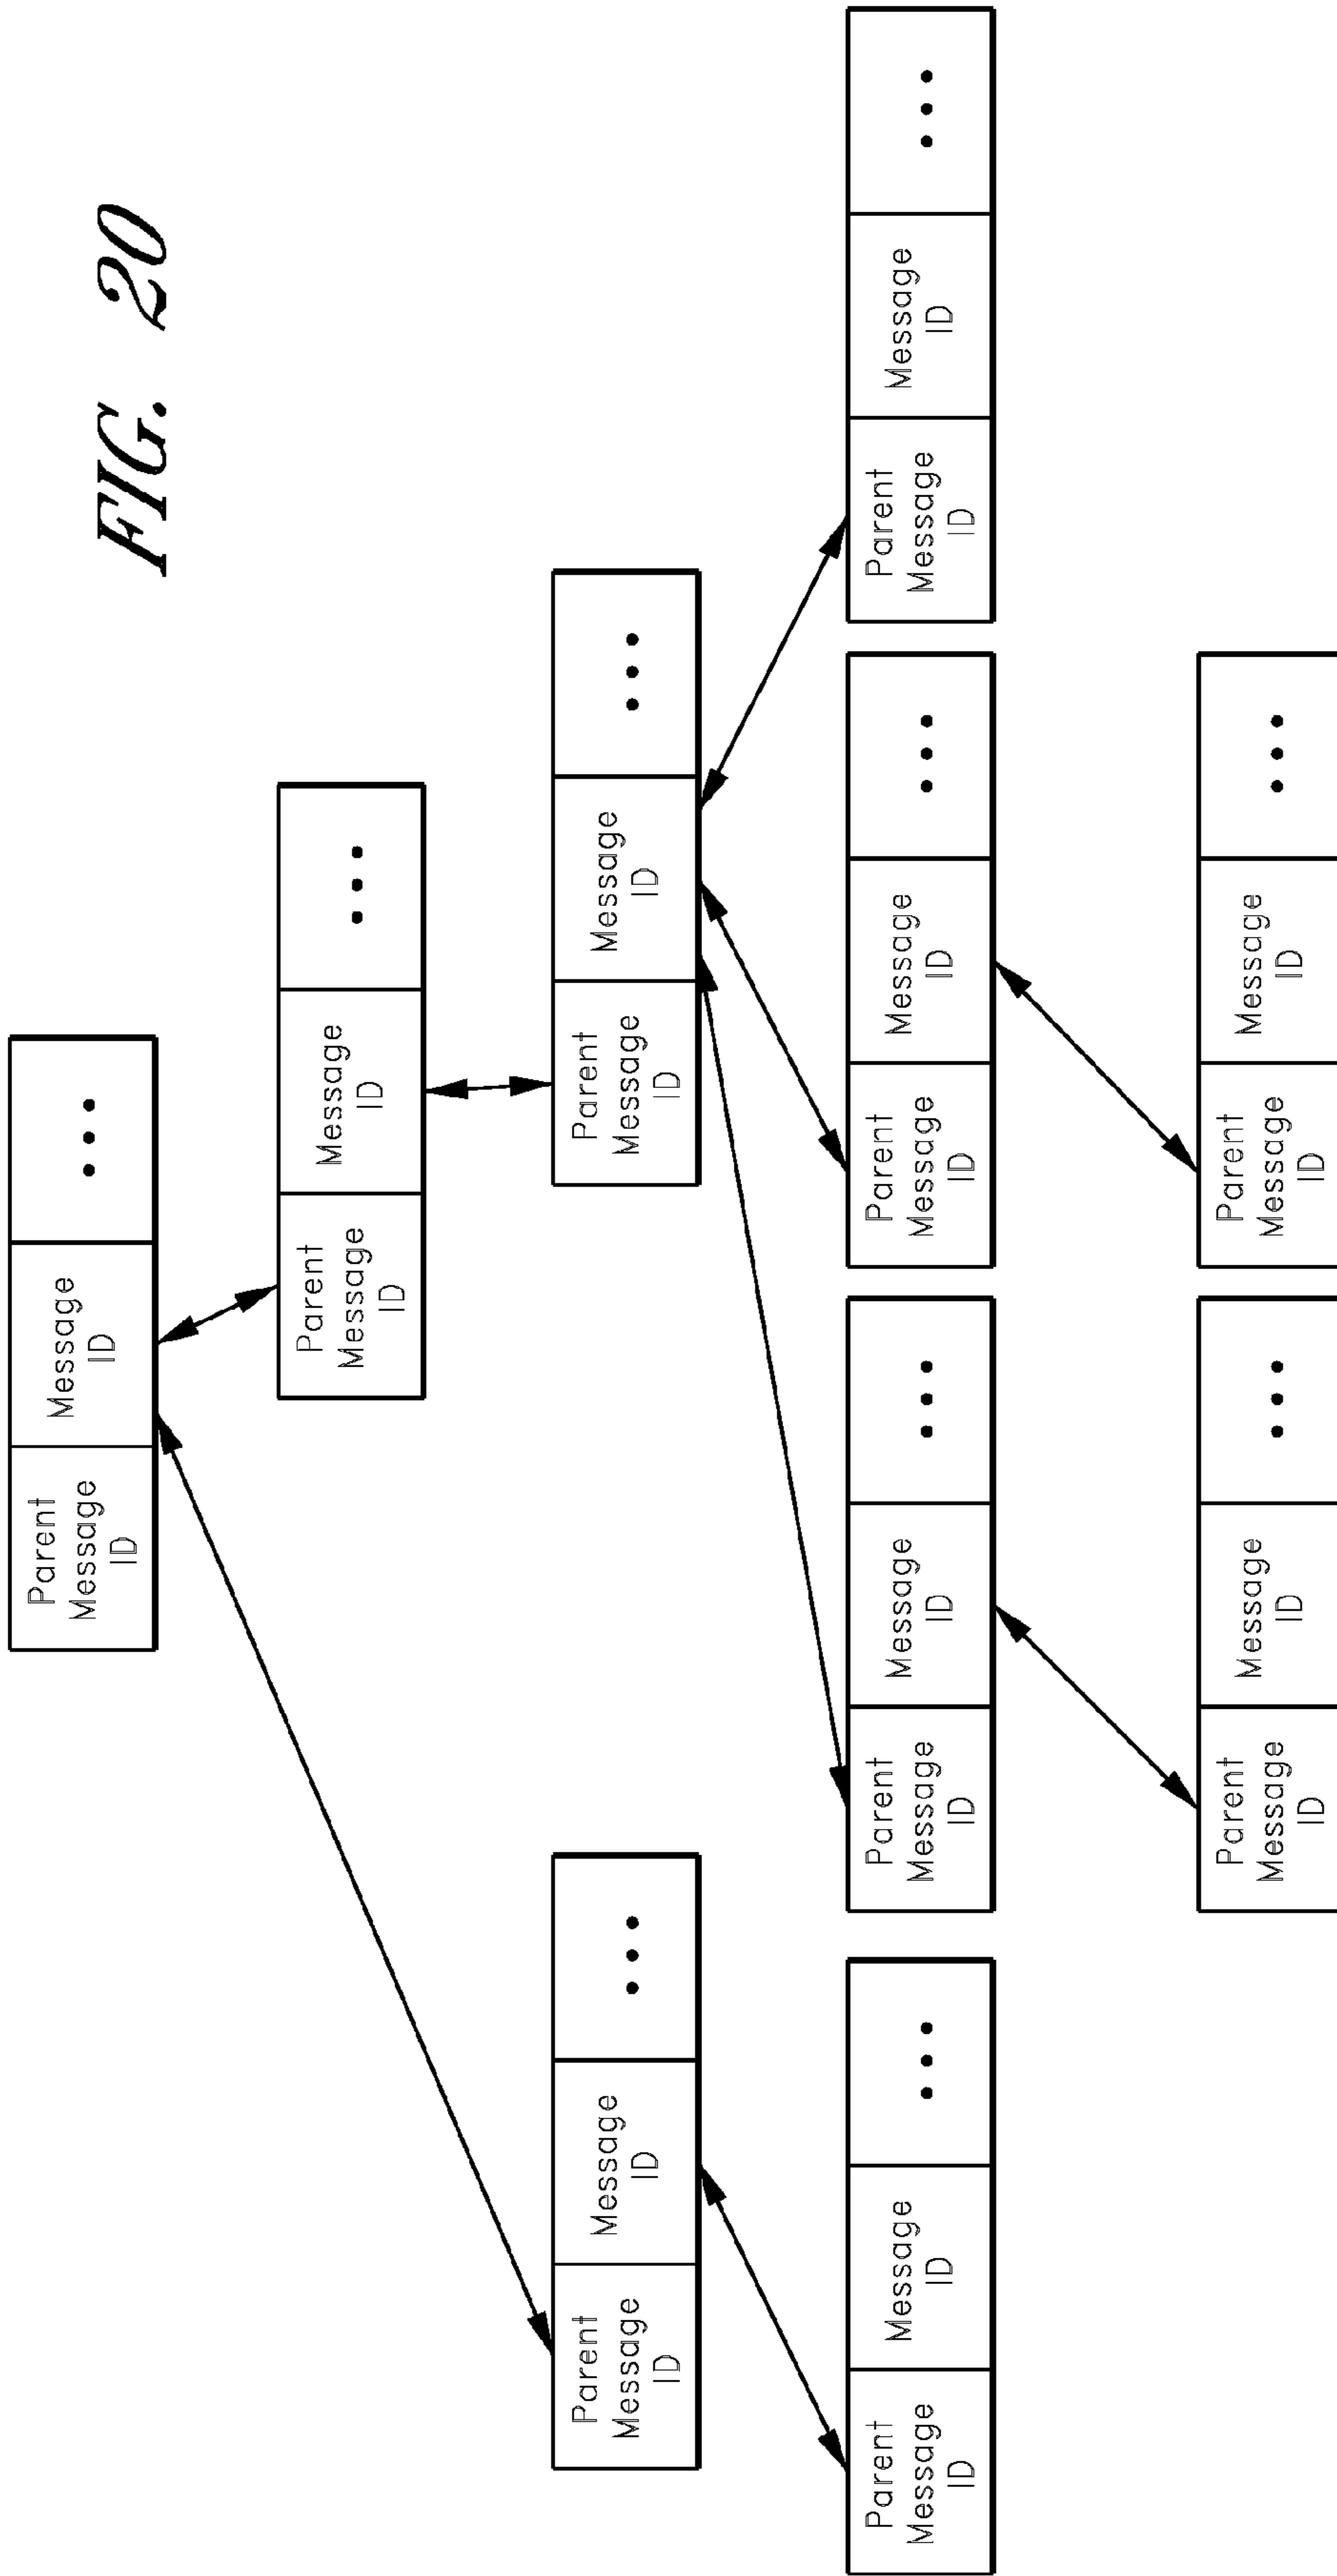 Parent
Message
ID
Message
ID
• • •
FIG. 20
Parent
Message
ID
Message
ID
• • •
Parent
Message
ID
Message
ID
• • •
Parent
Message
ID
Message
ID
• • •
Parent
Message
ID
Message
ID
• • •
Parent
Message
ID
Message
ID
• • •
Parent
Message
ID
Message
ID
• • •
Parent
Message
ID
Message
ID
• • •
Parent
Message
ID
Message
ID
• • •
Parent
Message
ID
Message
ID
• • •